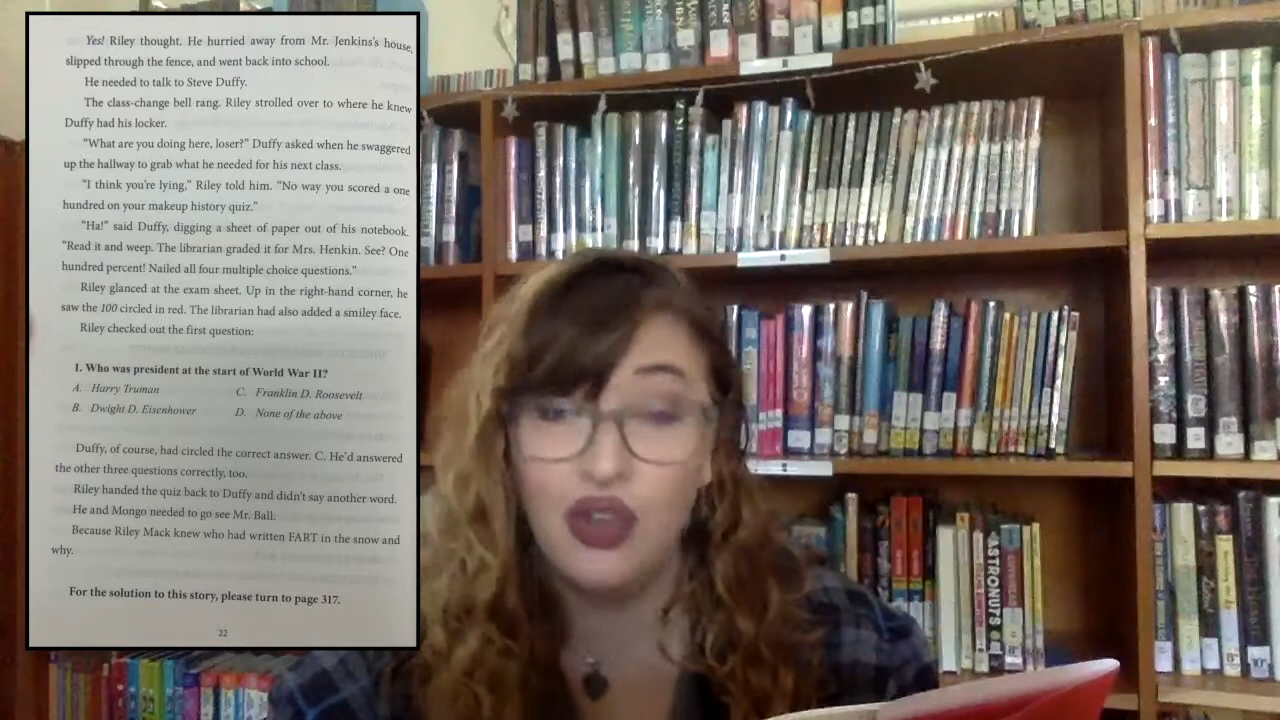 Yes! Riley thought. He hurried away from Mr. Jenkins's house,
slipped through the fence, and went back into school.
He needed to talk to Steve Duffy.
The class-change bell rang. Riley strolled over to where he knew
Duffy had his locker.
“What are you doing here, loser?” Duffy asked when he swaggered
up the hallway to grab what he needed for his next class.
“I think you're lying,” Riley told him. “No way you scored a one
hundred on your makeup history quiz.”
“Ha!” said Duffy, digging a sheet of paper out of his notebook.
“Read it and weep. The librarian graded it for Mrs. Henkin. See? One
hundred percent! Nailed all four multiple choice questions.”
Riley glanced at the exam sheet. Up in the right-hand corner, he
saw the 100 circled in red. The librarian had also added a smiley face.
Riley checked out the first question:
1. Who was president at the start of World War II?
A. Harry Truman C. Franklin D. Roosevelt
B. Dwight D. Eisenhower D. None of the above
Duffy, of course, had circled the correct answer. C. He'd answered
the other three questions correctly, too.
Riley handed the quiz back to Duffy and didn't say another word.
He and Mongo needed to go see Mr. Ball.
Because Riley Mack knew who had written FART in the snow and
why.
For the solution to this story, please turn to page 317.
22
ASTRONUTS